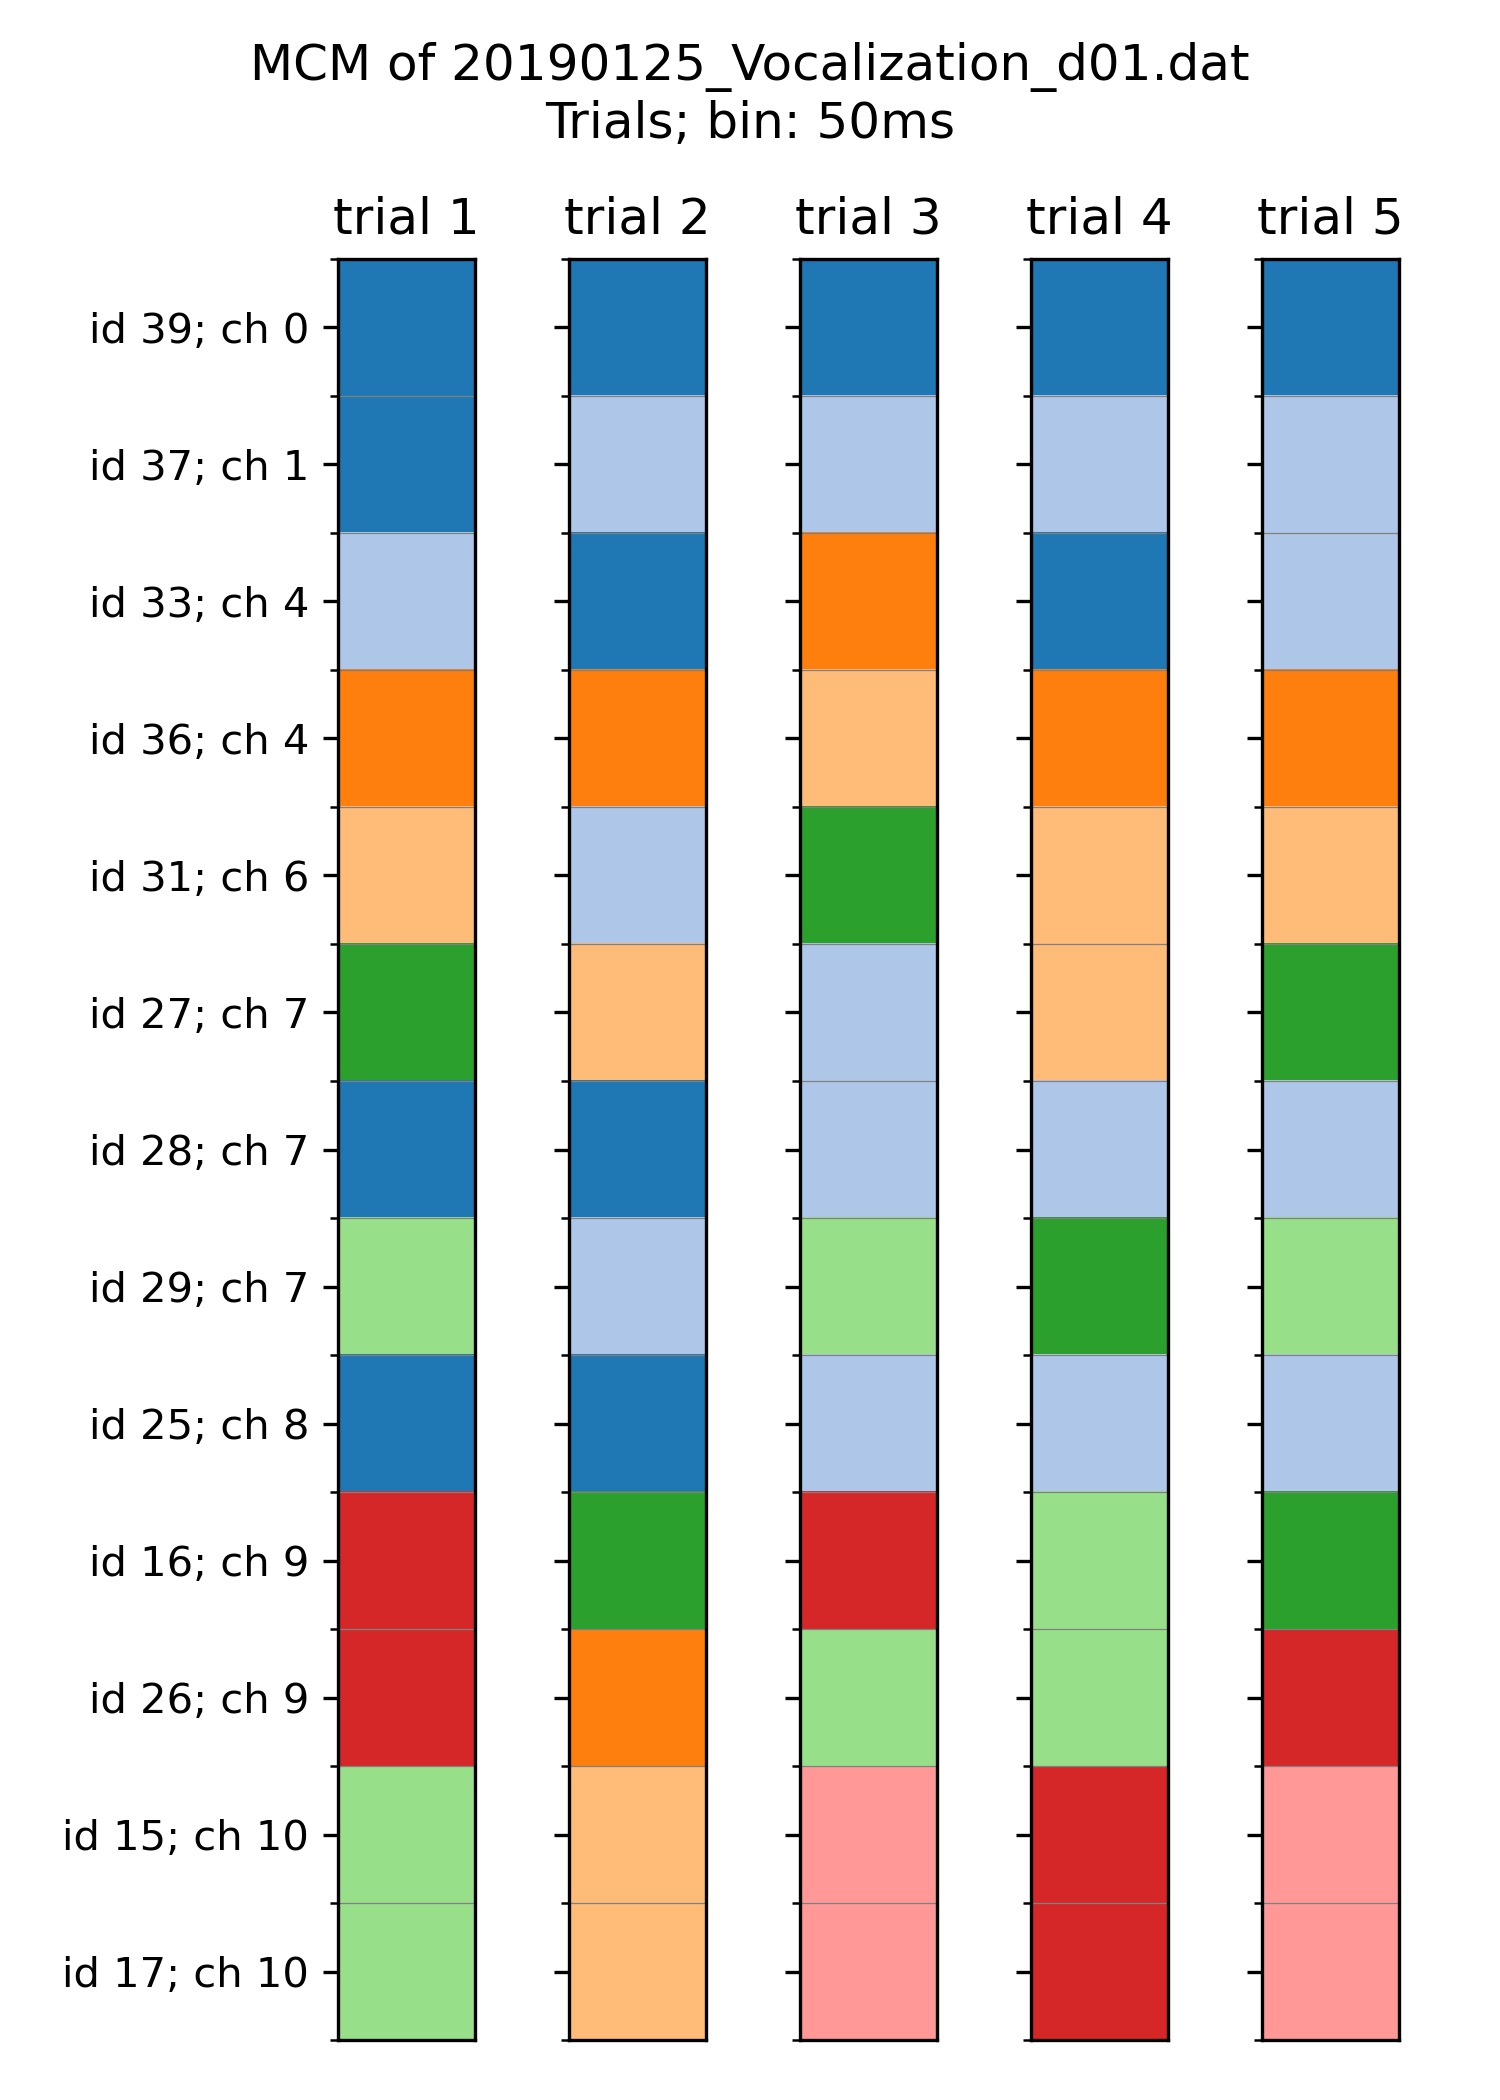 MCM of 20190125_Vocalization_d01.dat
Trials; bin: 50ms
trial 1 trial 2 trial 3 trial 4 trial 5
id 39; ch 0
id 37; ch 1
id 33; ch 4
id 36; ch 4
id 31; ch 6
id 27; ch 7
id 28; ch 7
id 29; ch 7
id 25; ch 8
id 16; ch 9
id 26; ch 9
id 15; ch 10
id 17; ch 10